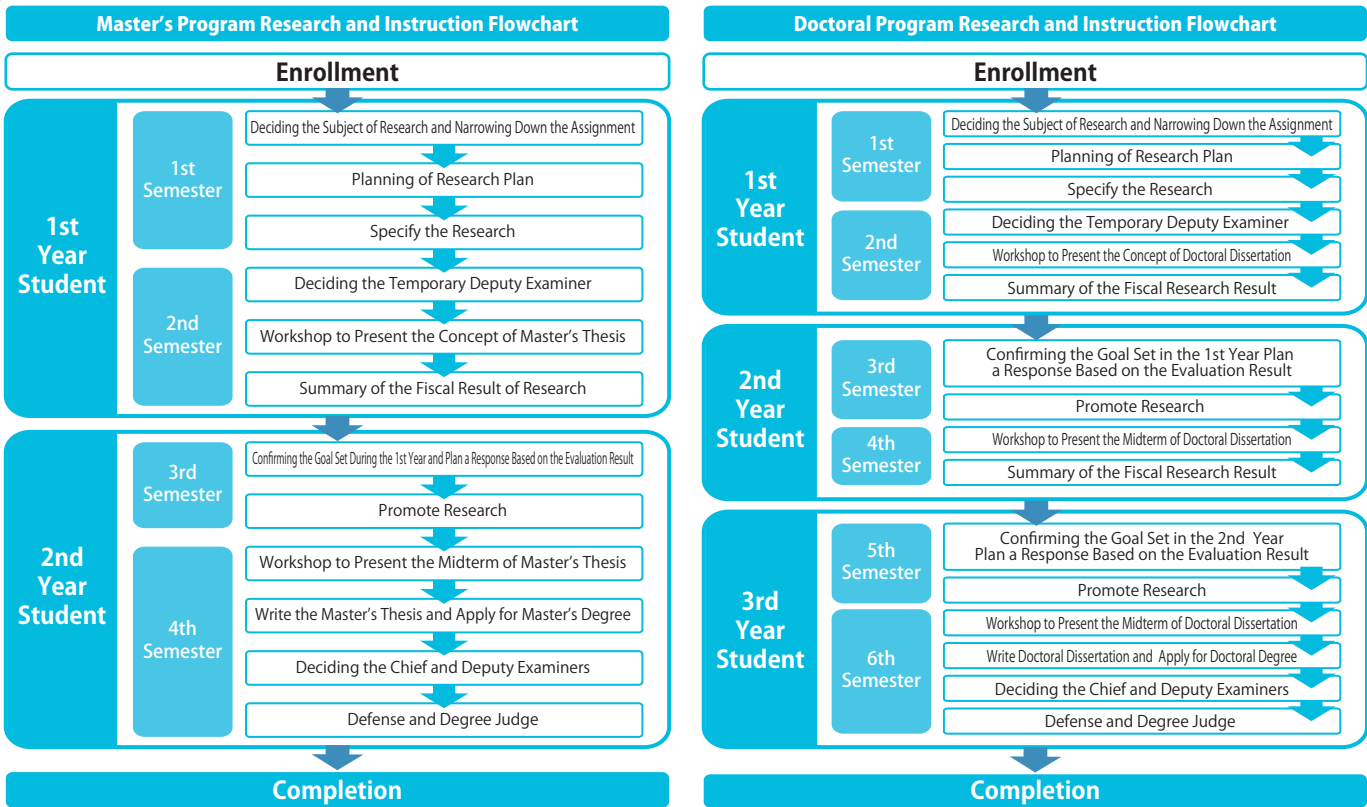 Master's Program Research and Instruction Flowchart
Enrollment
1st
Year
Student
1st
Semester
Deciding the Subject of Research and Narrowing Down the Assignment
Planning of Research Plan
Specify the Research
2nd
Semester
Deciding the Temporary Deputy Examiner
Workshop to Present the Concept of Master's Thesis
Summary of the Fiscal Result of Research
2nd
Year
Student
3rd
Semester
Confirming the Goal Set During the 1st Year and Plan a Response Based on the Evaluation Result
Promote Research
4th
Semester
Workshop to Present the Midterm of Master's Thesis
Write the Master's Thesis and Apply for Master's Degree
Deciding the Chief and Deputy Examiners
Defense and Degree Judge
Completion
Doctoral Program Research and Instruction Flowchart
Enrollment
1st
Year
Student
1st
Semester
Deciding the Subject of Research and Narrowing Down the Assignment
Planning of Research Plan
Specify the Research
2nd
Semester
Deciding the Temporary Deputy Examiner
Workshop to Present the Concept of Doctoral Dissertation
Summary of the Fiscal Research Result
2nd
Year
Student
3rd
Semester
Confirming the Goal Set in the 1st Year Plan
a Response Based on the Evaluation Result
Promote Research
4th
Semester
Workshop to Present the Midterm of Doctoral Dissertation
Summary of the Fiscal Research Result
3rd
Year
Student
5th
Semester
Confirming the Goal Set in the 2nd Year
Plan a Response Based on the Evaluation Result
Promote Research
6th
Semester
Workshop to Present the Midterm of Doctoral Dissertation
Write Doctoral Dissertation and Apply for Doctoral Degree
Deciding the Chief and Deputy Examiners
Defense and Degree Judge
Completion